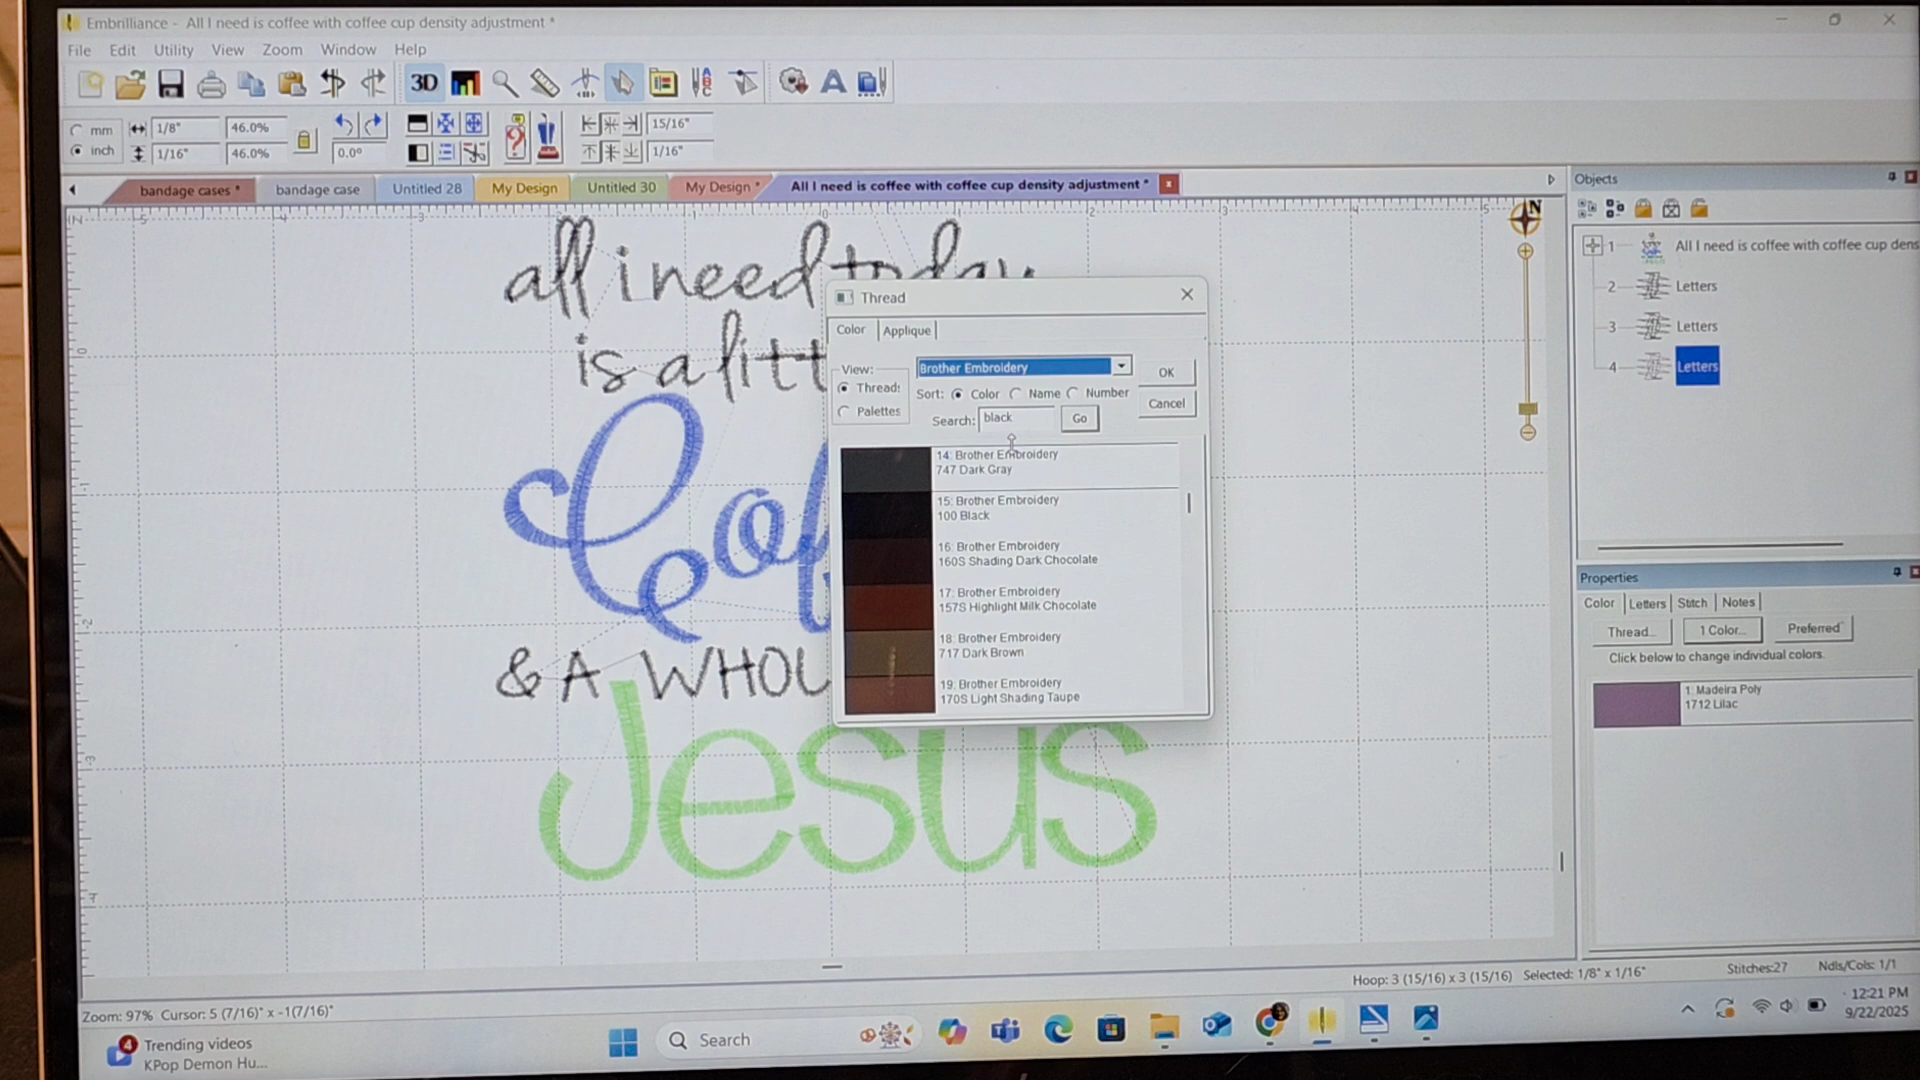 Embrilliance - All I need is coffee with coffee cup density adjustment *
File Edit Utility View Zoom Window Help
3D
mm 1/8" 46.0% 15/16"
inch 1/16" 46.0% 0.0° 1/16"
bandage cases * bandage case Untitled 28 My Design Untitled 30 My Design * All I need is coffee with coffee cup density adjustment * x
N
all i need today
is a litt
Cof
& A WHOL
Jesus
Thread
Color Applique
View:
Thread:
Palettes
Brother Embroidery
OK
Sort: Color Name Number
Cancel
Search: black Go
14: Brother Embroidery
747 Dark Gray
15: Brother Embroidery
100 Black
16: Brother Embroidery
160S Shading Dark Chocolate
17: Brother Embroidery
157S Highlight Milk Chocolate
18: Brother Embroidery
717 Dark Brown
19: Brother Embroidery
170S Light Shading Taupe
Objects
1 All I need is coffee with coffee cup dens
2 Letters
3 Letters
4 Letters
Properties
Color Letters Stitch Notes
Thread... 1 Color... Preferred
Click below to change individual colors.
1: Madeira Poly
1712 Lilac
Hoop: 3 (15/16) x 3 (15/16) Selected: 1/8" x 1/16" Stitches:27 Ndls/Cols: 1/1
Zoom: 97% Cursor: 5 (7/16)" x -1(7/16)"
4
Trending videos
KPop Demon Hu...
Search
12:21 PM
9/22/2025